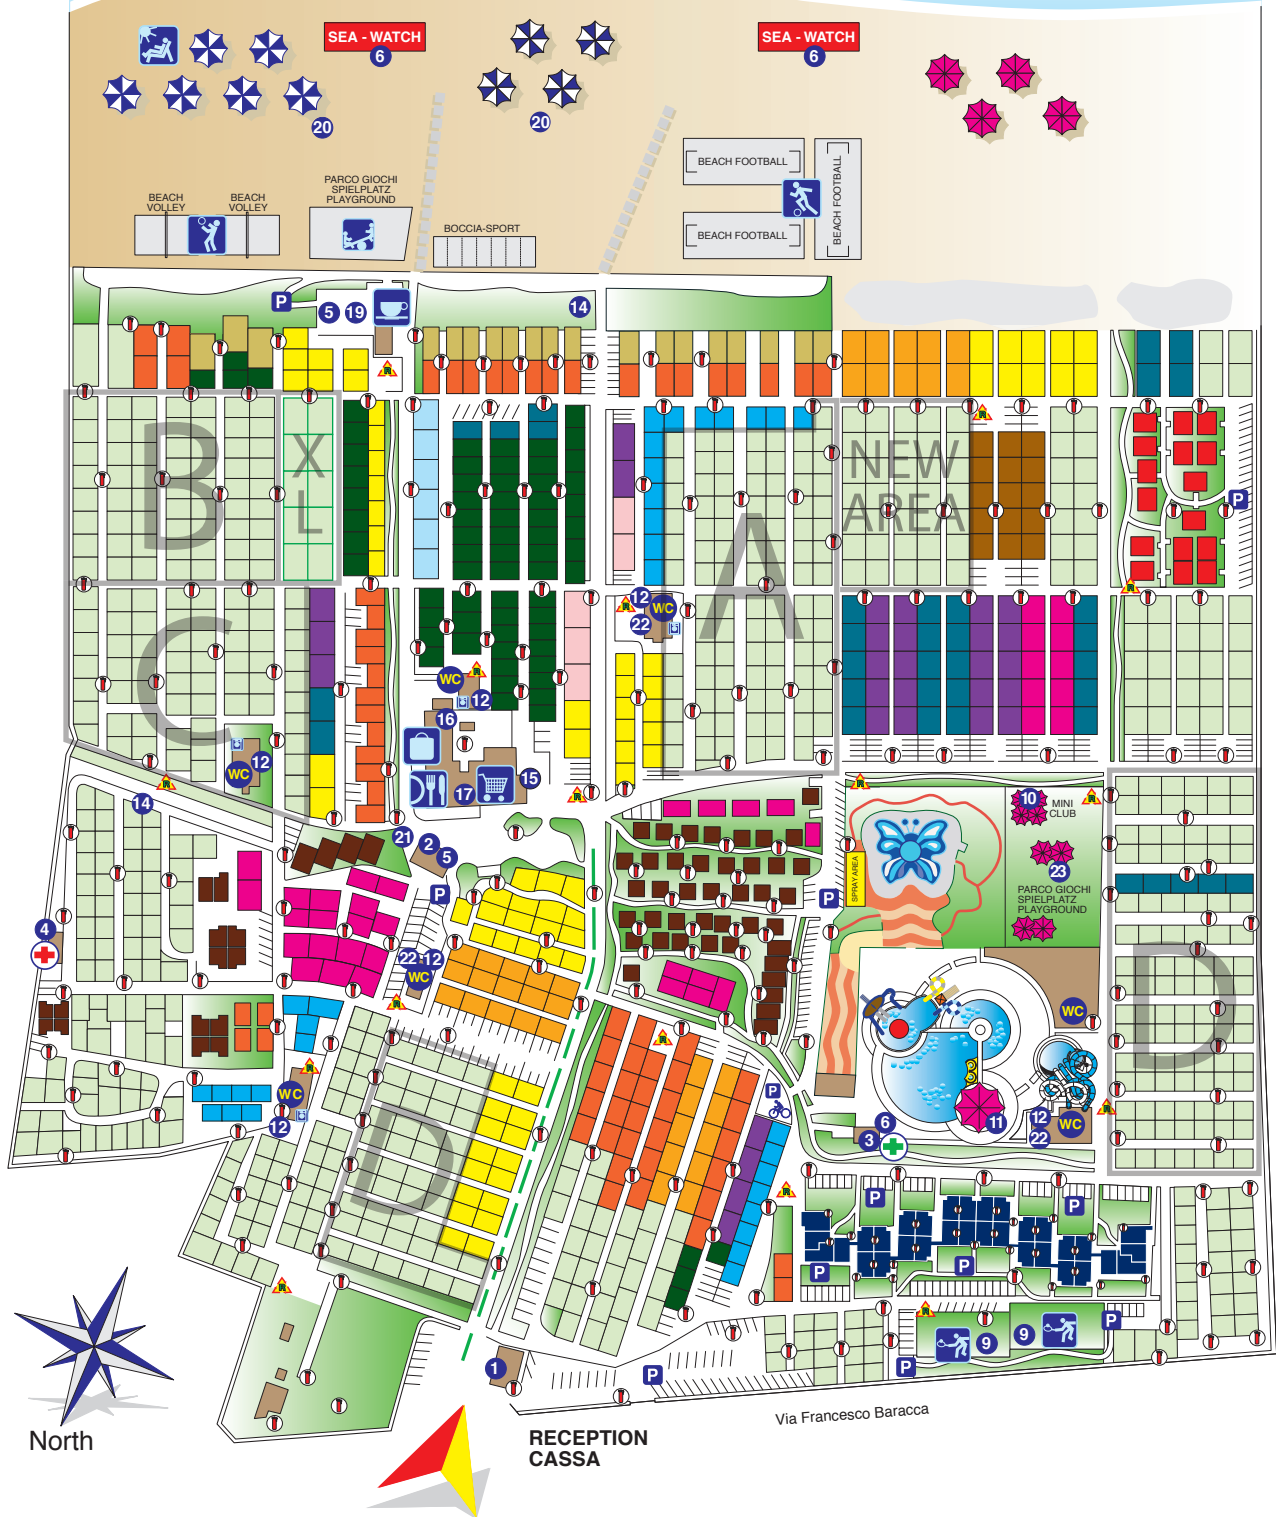 SEA - WATCH
6
SEA - WATCH
6
20
20
BEACH FOOTBALL
BEACH FOOTBALL
BEACH FOOTBALL
PARCO GIOCHI
SPIELPLATZ
PLAYGROUND
BEACH
VOLLEY
BEACH
VOLLEY
BOCCIA-SPORT
P
5
19
14
B
X
L
A
NEW
AREA
P
C
12
WC
22
WC
12
16
12
WC
15
17
14
21
2
5
P
10
MINI
CLUB
23
SPRAY AREA
PARCO GIOCHI
SPIELPLATZ
PLAYGROUND
P
4
22
12
WC
D
WC
WC
12
P
11
12
WC
22
6
3
D
P
P
P
P
9
9
P
P
1
P
Via Francesco Baracca
North
RECEPTION
CASSA